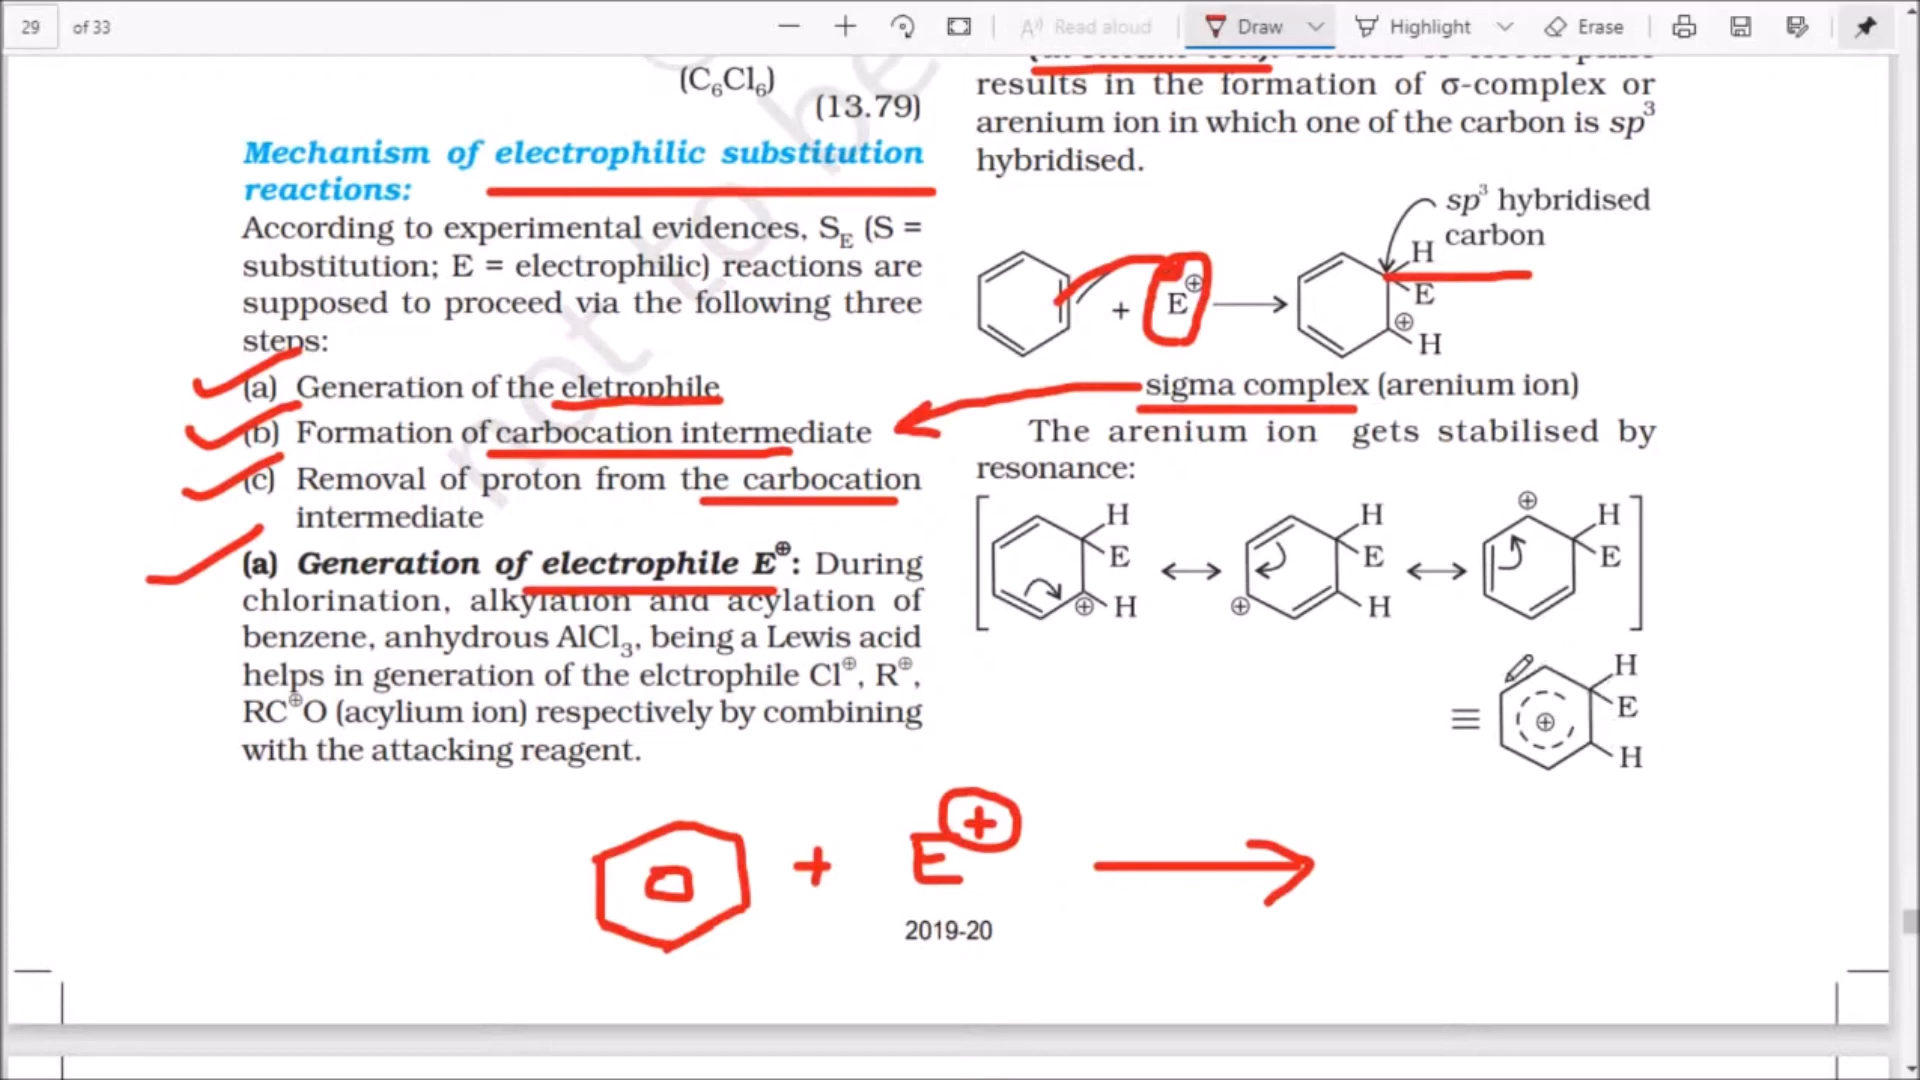 29 of 33
Read aloud
Draw
Highlight
Erase
(C₆Cl₆)
(13.79)
Mechanism of electrophilic substitution
reactions:
According to experimental evidences, S_E (S =
substitution; E = electrophilic) reactions are
supposed to proceed via the following three
steps:
(a) Generation of the eletrophile
(b) Formation of carbocation intermediate
(c) Removal of proton from the carbocation
intermediate
(a) Generation of electrophile E⊕: During
chlorination, alkylation and acylation of
benzene, anhydrous AlCl₃, being a Lewis acid
helps in generation of the elctrophile Cl⊕, R⊕,
RC⊕O (acylium ion) respectively by combining
with the attacking reagent.
results in the formation of σ-complex or
arenium ion in which one of the carbon is sp³
hybridised.
sp³ hybridised
carbon
+ E⊕ → H
E
⊕
H
sigma complex (arenium ion)
The arenium ion gets stabilised by
resonance:
H E ⊕ H ↔ H E ⊕ H ↔ ⊕ H E
≡ ⊕ H E H
+ E + →
2019-20
not to be